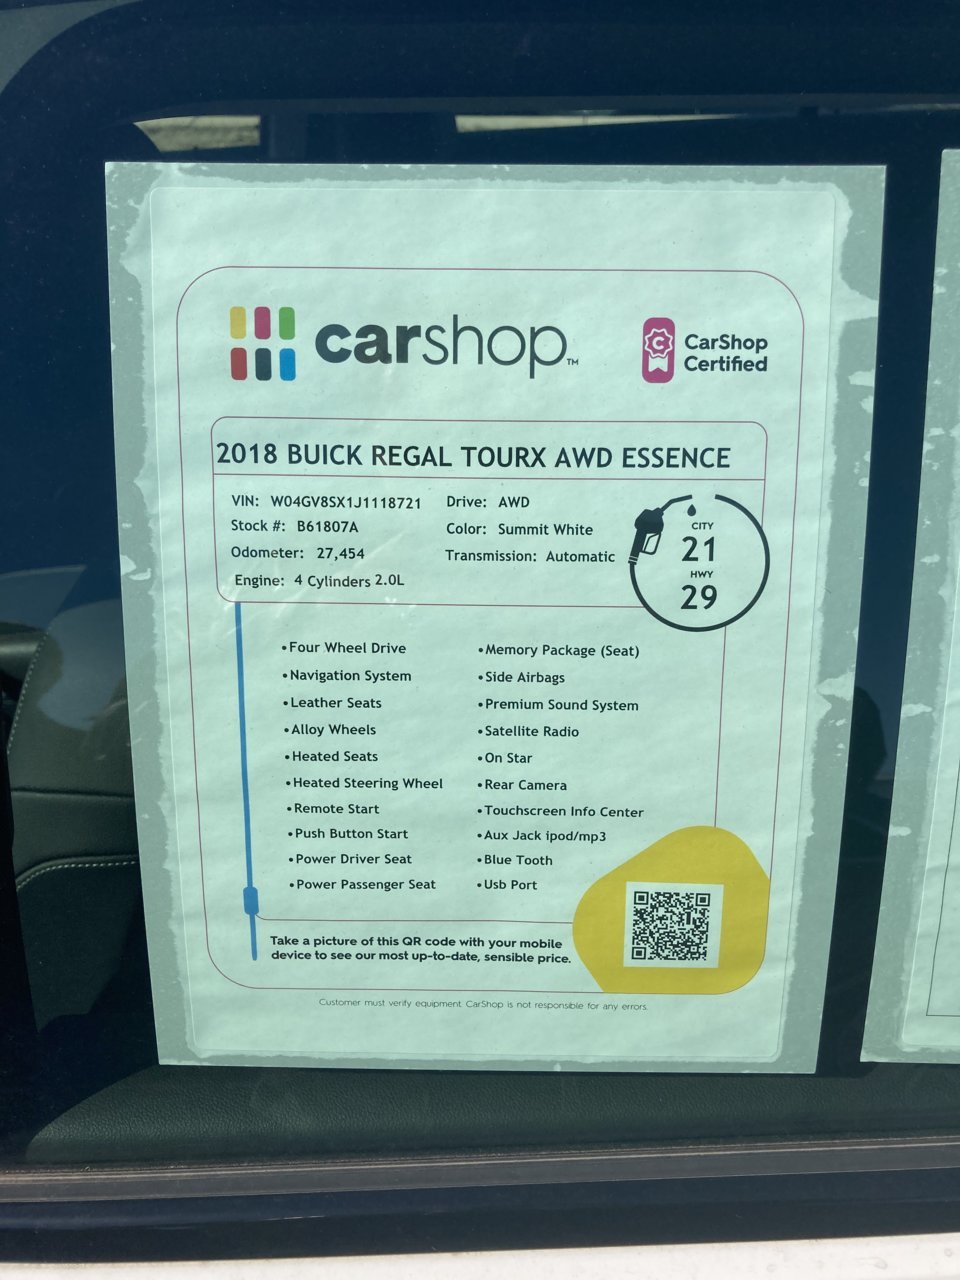 carshop™
CarShop
Certified
2018 BUICK REGAL TOURX AWD ESSENCE
VIN: W04GV8SX1J1118721
Stock #: B61807A
Odometer: 27,454
Engine: 4 Cylinders 2.0L
Drive: AWD
Color: Summit White
Transmission: Automatic
CITY
21
HWY
29
•Four Wheel Drive
•Navigation System
•Leather Seats
•Alloy Wheels
•Heated Seats
•Heated Steering Wheel
•Remote Start
•Push Button Start
•Power Driver Seat
•Power Passenger Seat
•Memory Package (Seat)
•Side Airbags
•Premium Sound System
•Satellite Radio
•On Star
•Rear Camera
•Touchscreen Info Center
•Aux Jack ipod/mp3
•Blue Tooth
•Usb Port
Take a picture of this QR code with your mobile
device to see our most up-to-date, sensible price.
Customer must verify equipment CarShop is not responsible for any errors.